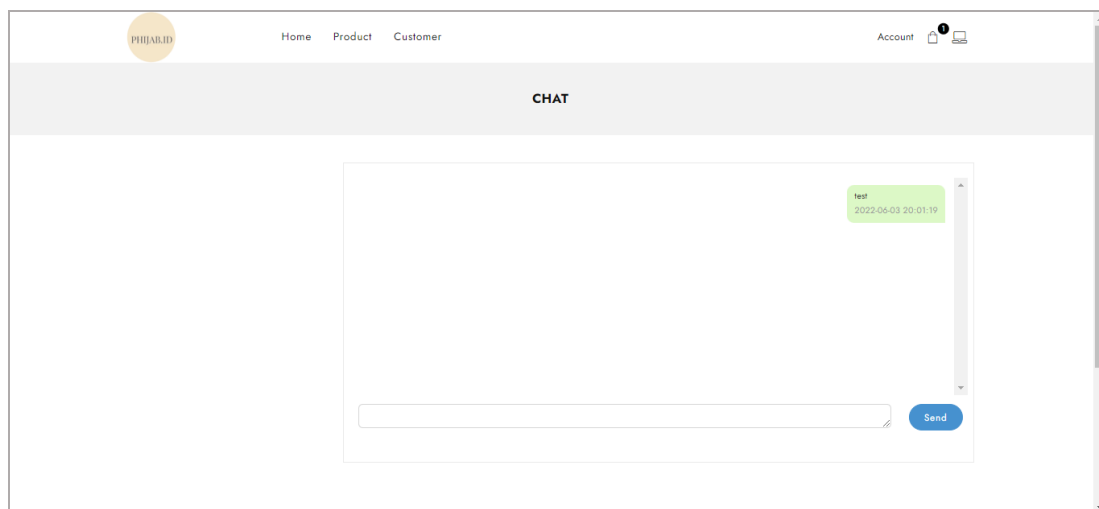 PHIJAB.ID
Home Product Customer
Account 1
CHAT
test
2022-06-03 20:01:19
Send